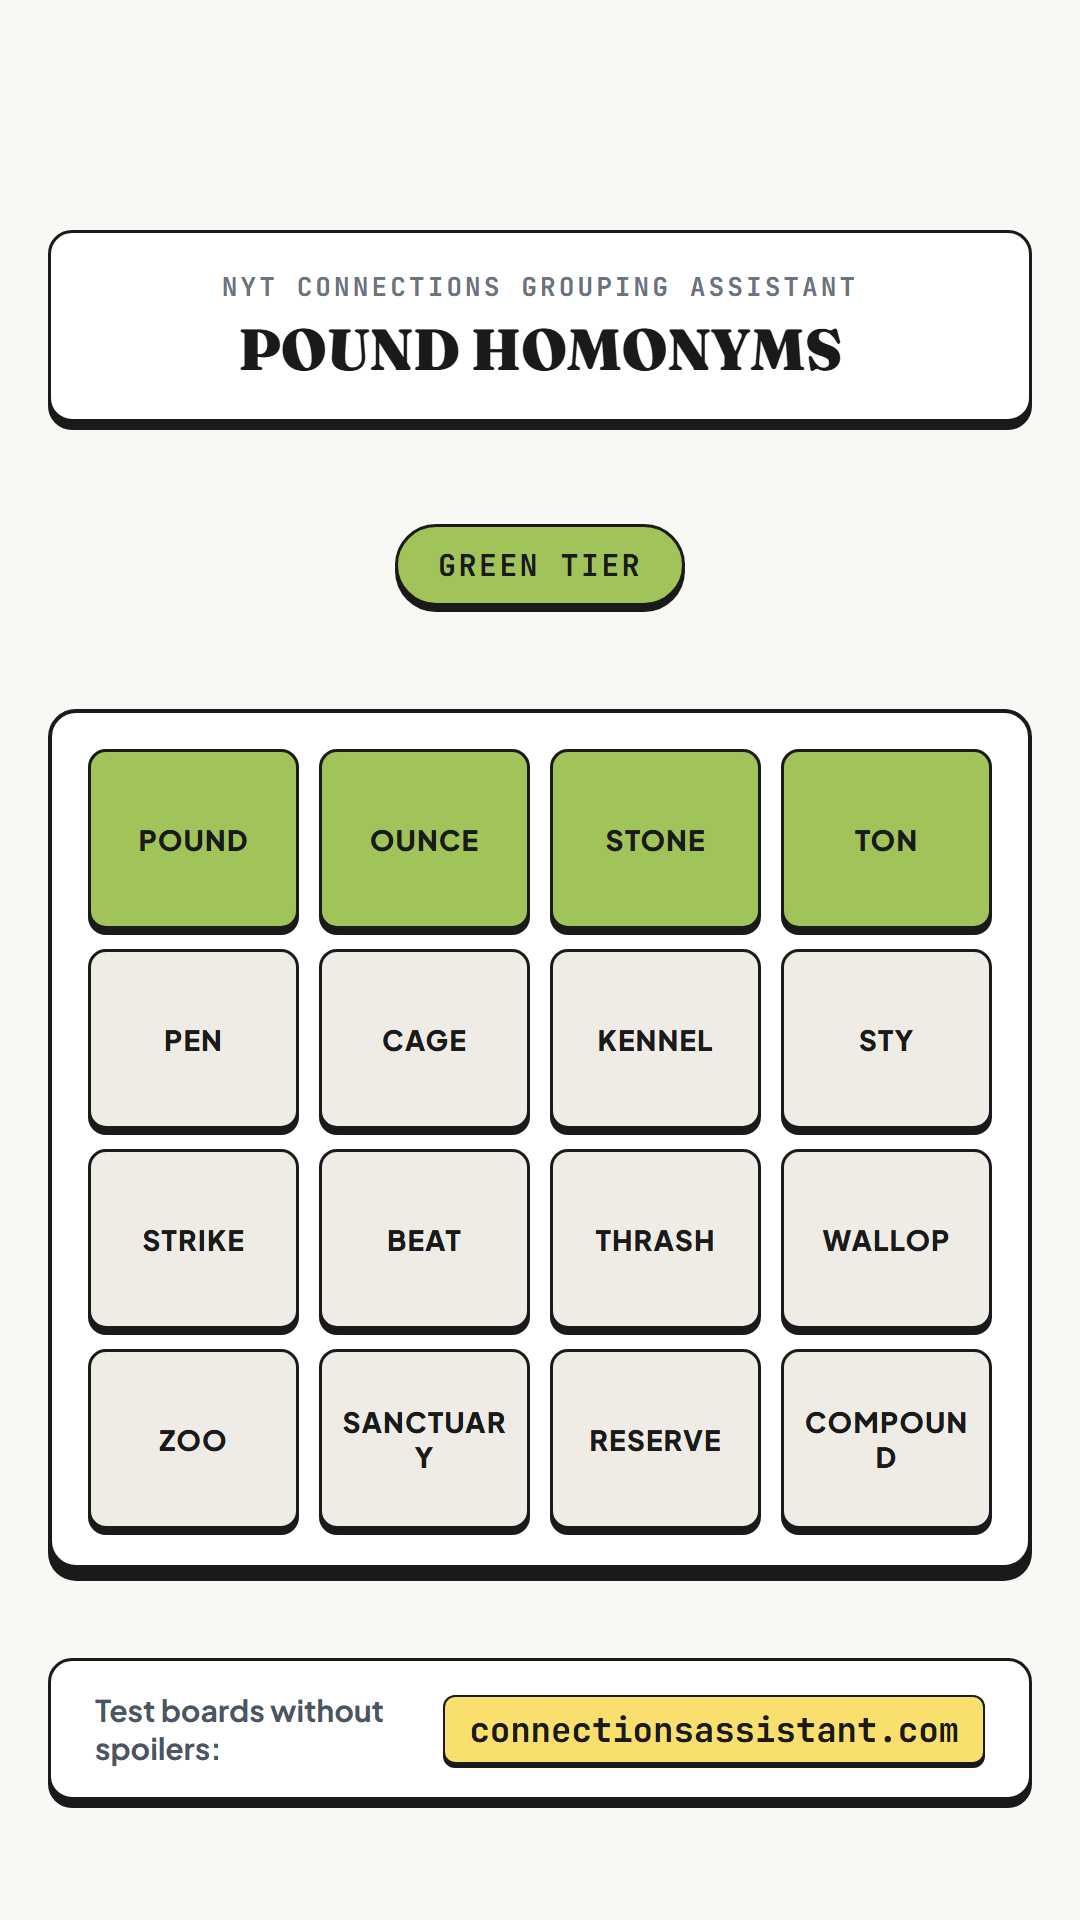 NYT CONNECTIONS GROUPING ASSISTANT
POUND HOMONYMS
GREEN TIER
POUND OUNCE STONE TON
PEN CAGE KENNEL STY
STRIKE BEAT THRASH WALLOP
ZOO
SANCTUAR
Y
RESERVE
COMPOUN
D
Test boards without
spoilers:
connectionsassistant.com